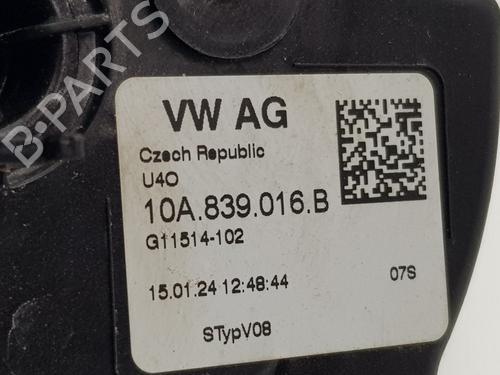 B-PARTS
VW AG
Czech Republic
U4O
10A.839.016.B
G11514-102
15.01.24 12:48:44
07S
STypV08